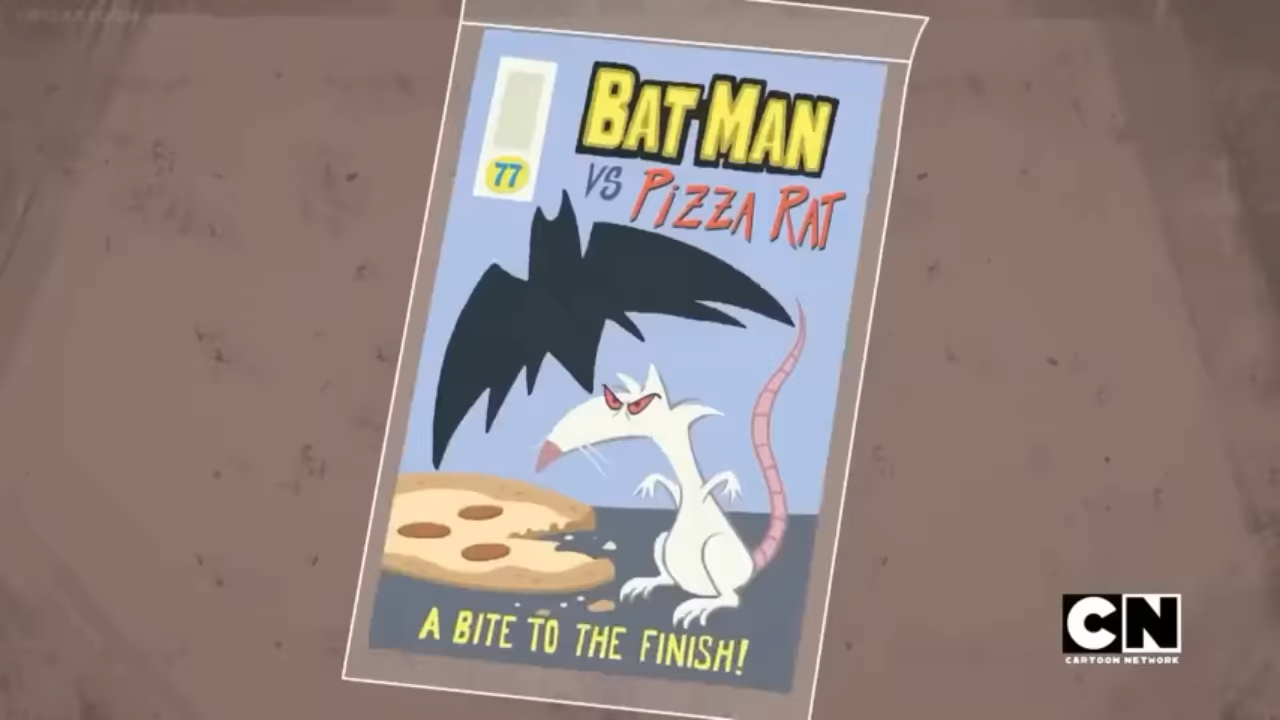 77
BAT MAN
VS PIZZA RAT
A BITE TO THE FINISH!
CN
CARTOON NETWORK